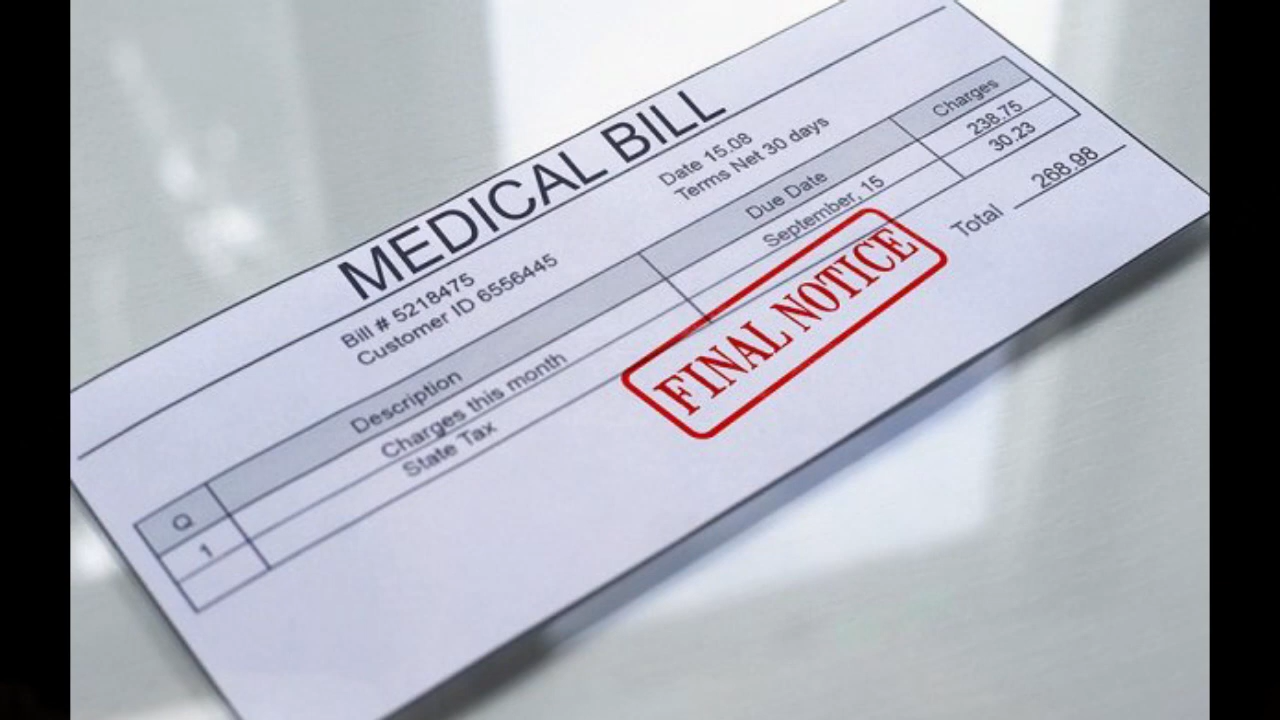 MEDICAL BILL
Bill # 5218475
Customer ID 6556445
Date 15.08
Terms Net 30 days
Q Description Due Date Charges
1 Charges this month September, 15 238.75
State Tax 30.23
Total 268.98
FINAL NOTICE